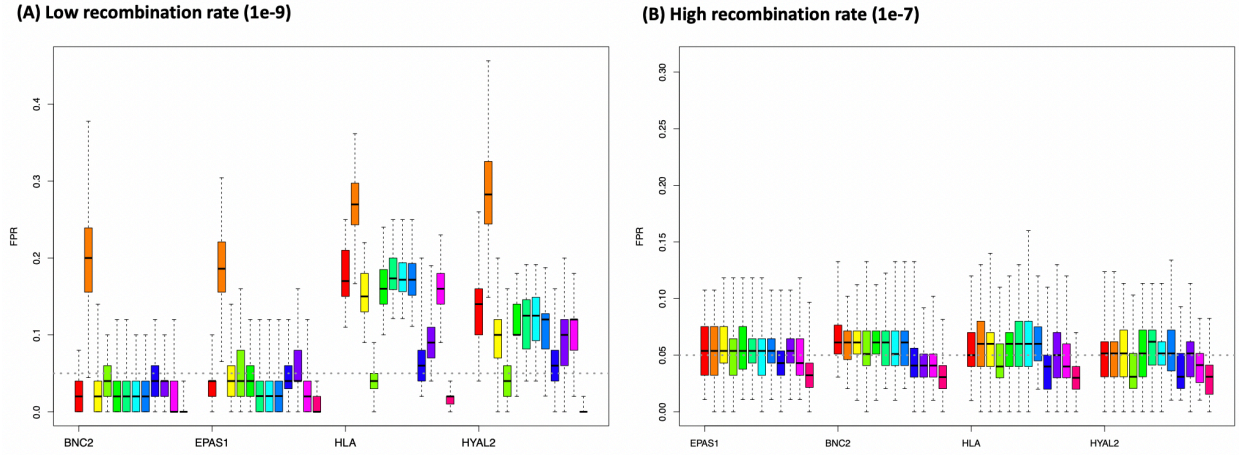 (A) Low recombination rate (1e-9)
FPR
0.4
0.3
0.2
0.1
0.0
BNC2 EPAS1 HLA HYAL2
(B) High recombination rate (1e-7)
FPR
0.30
0.25
0.20
0.15
0.10
0.05
0.00
EPAS1 BNC2 HLA HYAL2